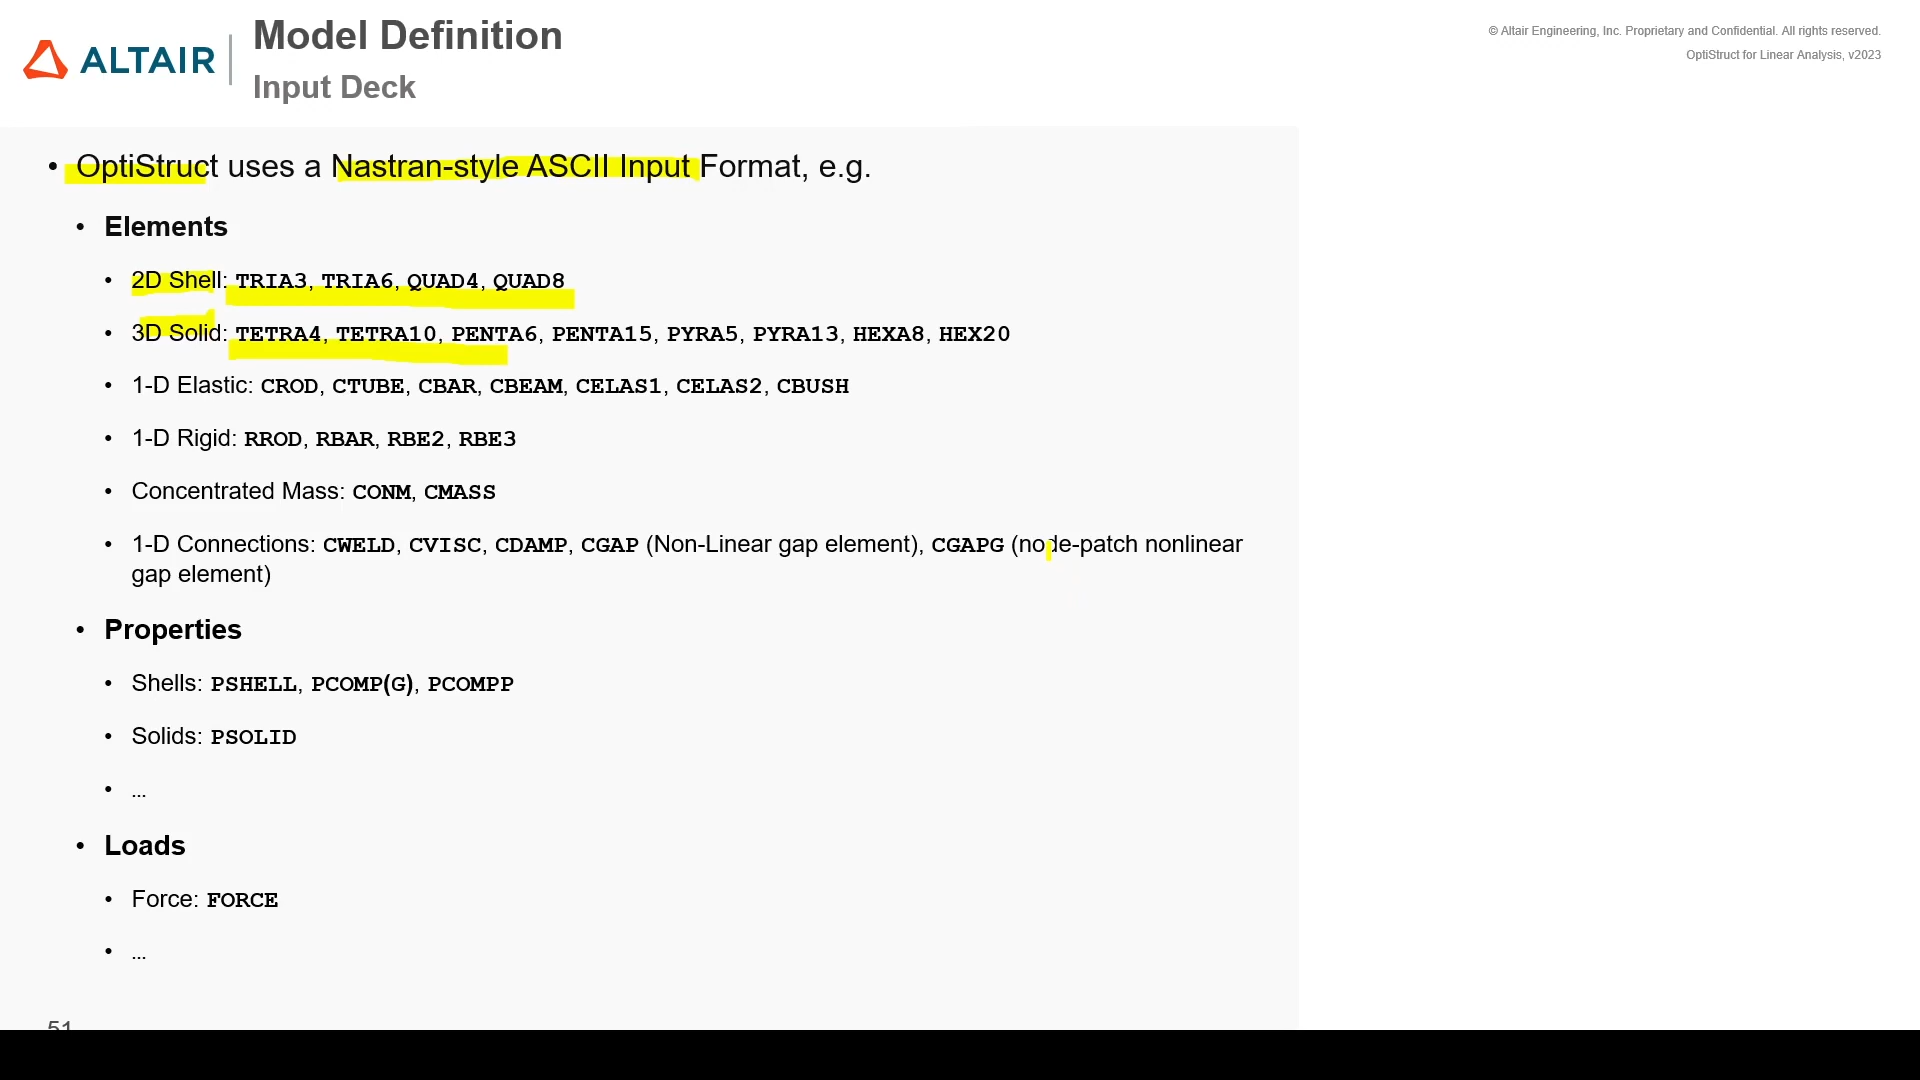 ALTAIR
Model Definition
Input Deck
© Altair Engineering, Inc. Proprietary and Confidential. All rights reserved.
OptiStruct for Linear Analysis, v2023
• OptiStruct uses a Nastran-style ASCII Input Format, e.g.
• Elements
• 2D Shell: TRIA3, TRIA6, QUAD4, QUAD8
• 3D Solid: TETRA4, TETRA10, PENTA6, PENTA15, PYRA5, PYRA13, HEXA8, HEX20
• 1-D Elastic: CROD, CTUBE, CBAR, CBEAM, CELAS1, CELAS2, CBUSH
• 1-D Rigid: RROD, RBAR, RBE2, RBE3
• Concentrated Mass: CONM, CMASS
• 1-D Connections: CWELD, CVISC, CDAMP, CGAP (Non-Linear gap element), CGAPG (node-patch nonlinear
gap element)
• Properties
• Shells: PSHELL, PCOMP(G), PCOMPP
• Solids: PSOLID
• ...
• Loads
• Force: FORCE
• ...
51